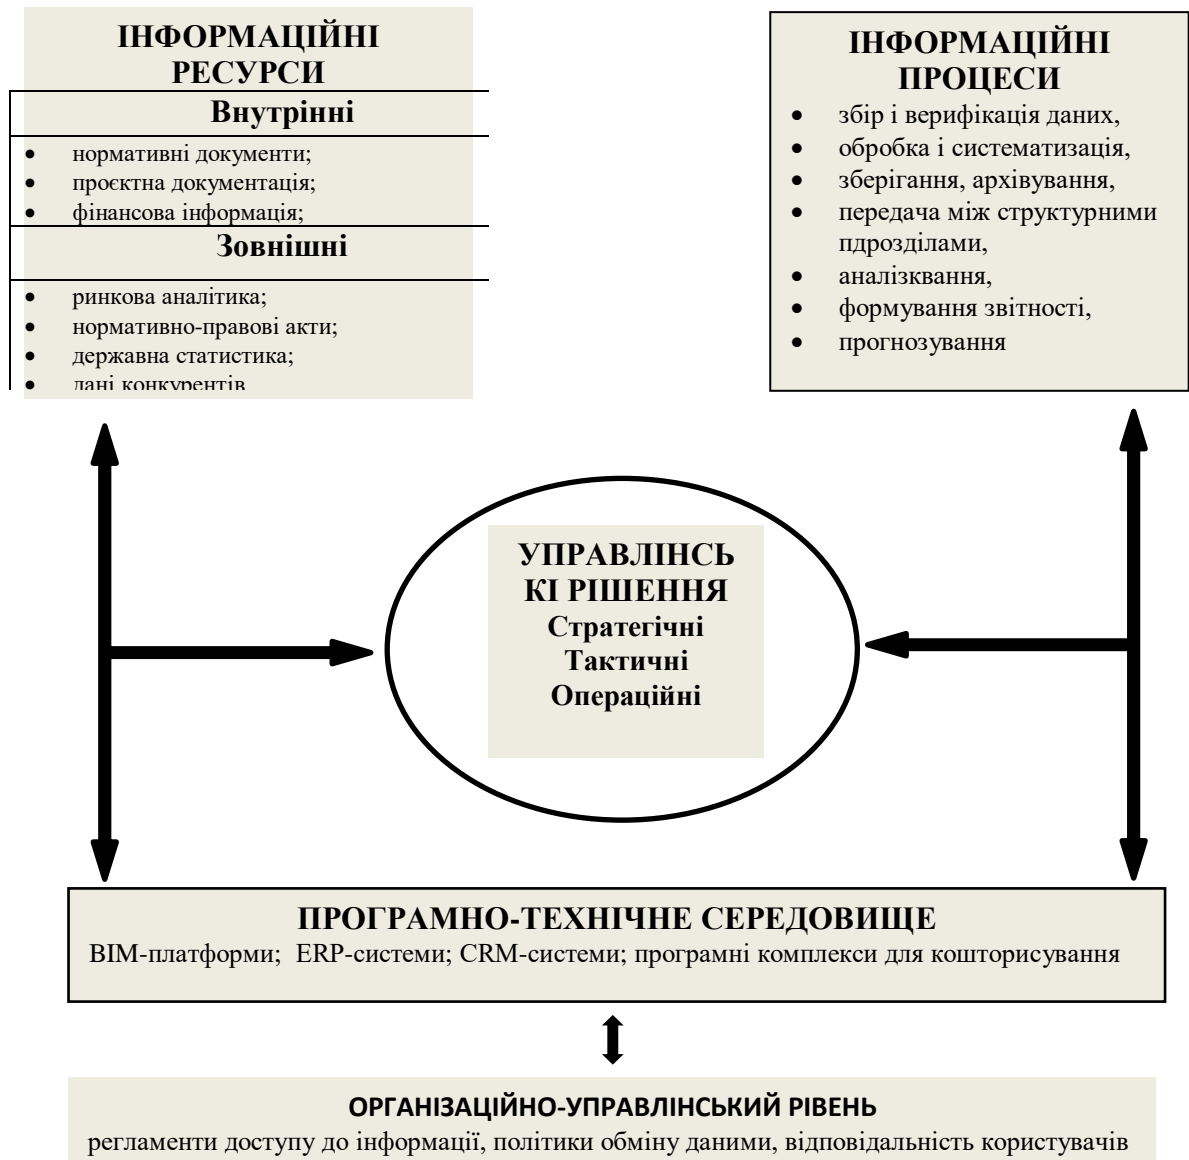 ІНФОРМАЦІЙНІ
РЕСУРСИ
Внутрінні
• нормативні документи;
• проєктна документація;
• фінансова інформація;
Зовнішні
• ринкова аналітика;
• нормативно-правові акти;
• державна статистика;
• дані конкурентів
ІНФОРМАЦІЙНІ
ПРОЦЕСИ
• збір і верифікація даних,
• обробка і систематизація,
• зберігання, архівування,
• передача між структурними
пдрозділами,
• аналізквання,
• формування звітності,
• прогнозування
УПРАВЛІНСЬ
КІ РІШЕННЯ
Стратегічні
Тактичні
Операційні
ПРОГРАМНО-ТЕХНІЧНЕ СЕРЕДОВИЩЕ
BIM-платформи; ERP-системи; CRM-системи; програмні комплекси для кошторисування
ОРГАНІЗАЦІЙНО-УПРАВЛІНСЬКИЙ РІВЕНЬ
регламенти доступу до інформації, політики обміну даними, відповідальність користувачів